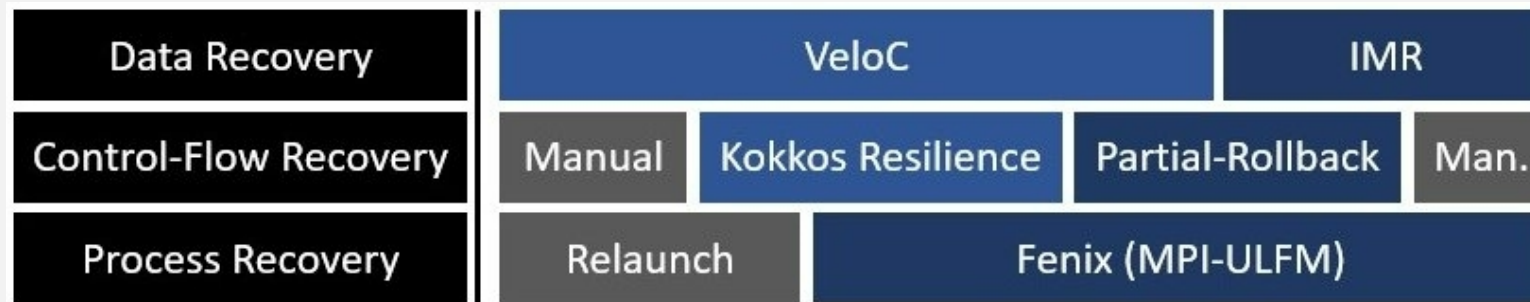 Data Recovery VeloC IMR
Control-Flow Recovery Manual Kokkos Resilience Partial-Rollback Man.
Process Recovery Relaunch Fenix (MPI-ULFM)